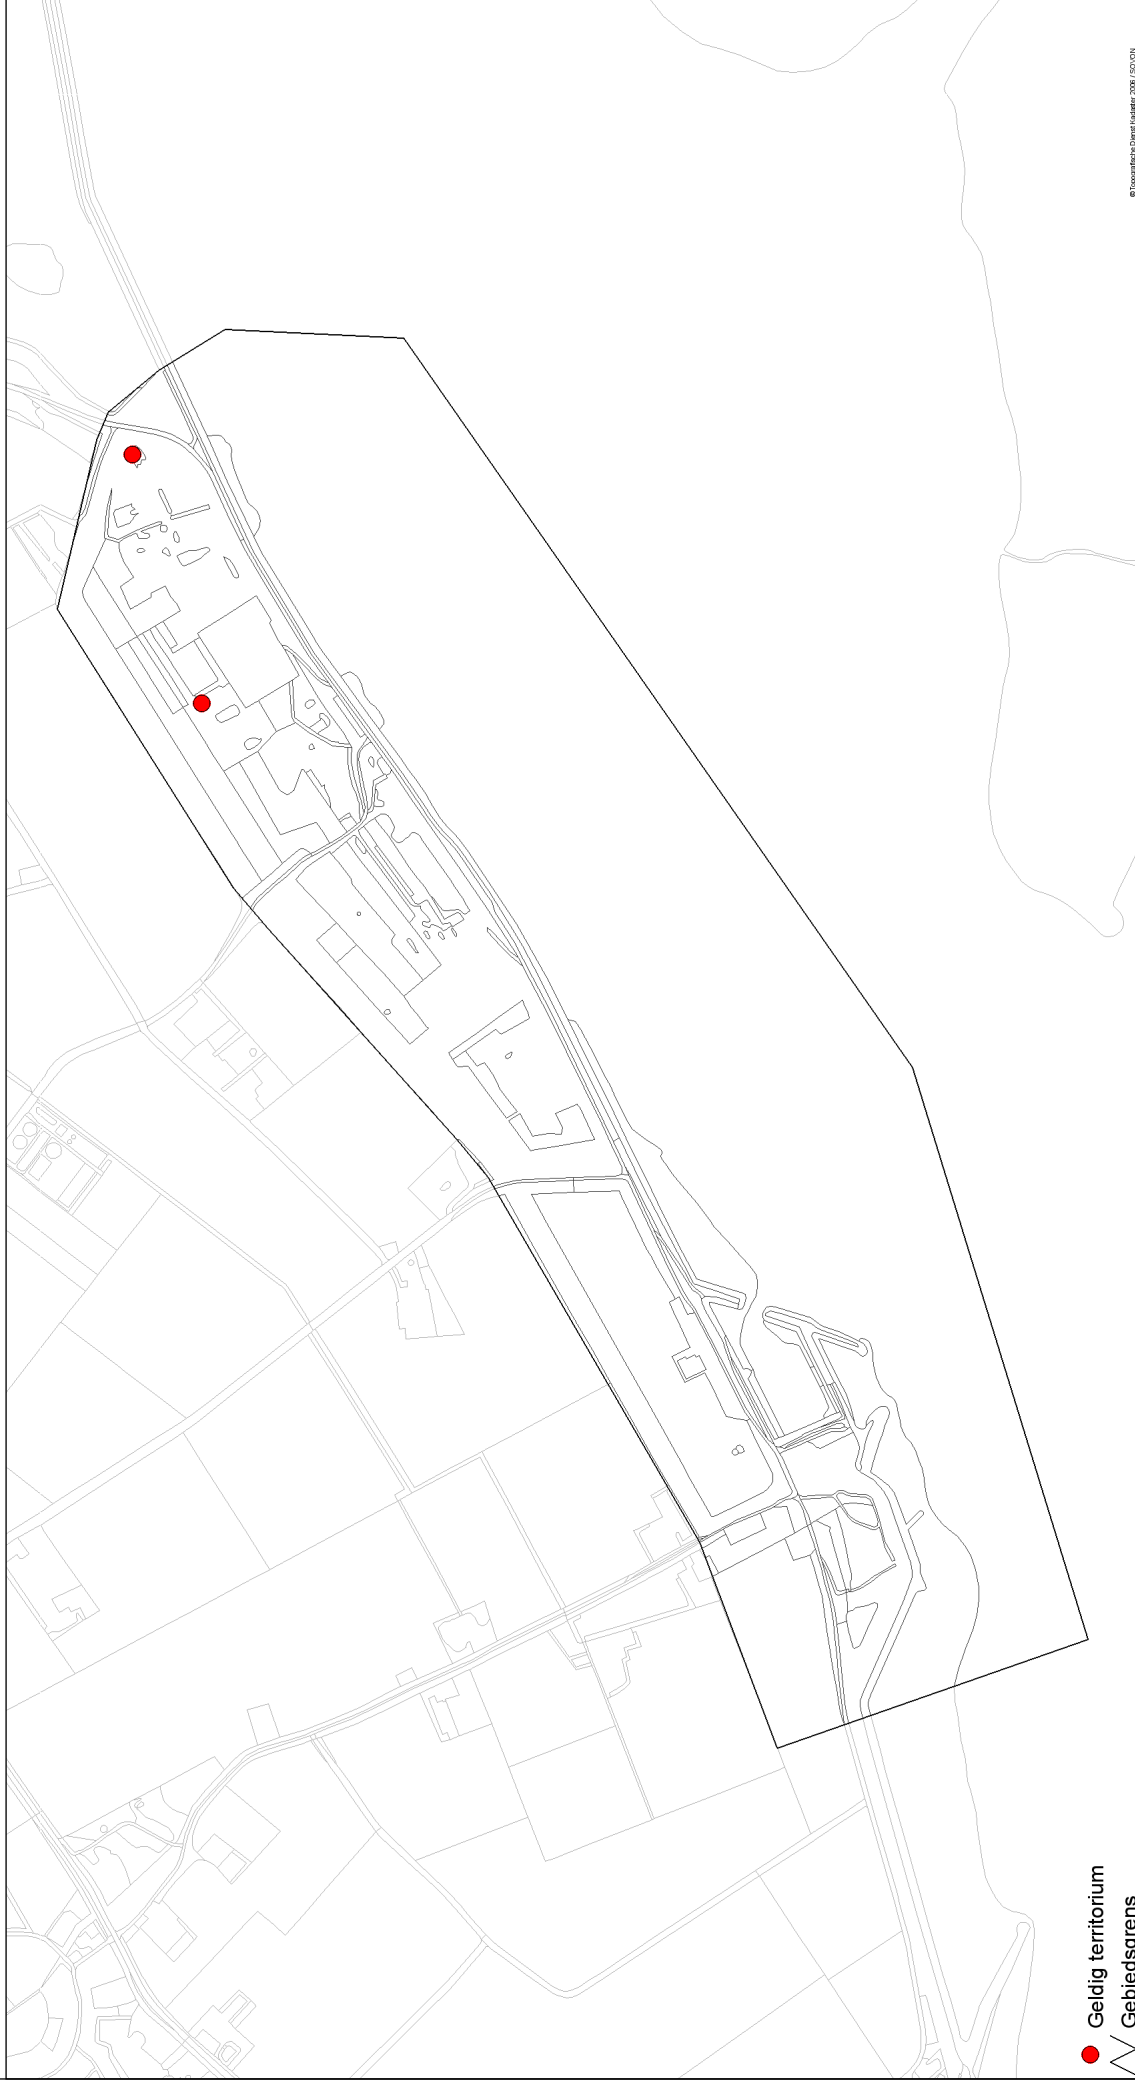 Geldig territorium
Gebiedsgrens
© Topografische Dienst Kadaster 2006 / SOVON